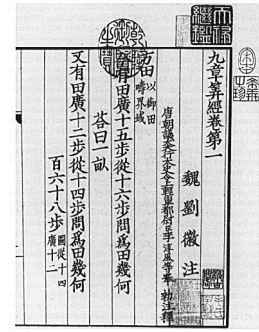 九章筭經卷第一
魏劉徽注
唐朝議大夫行太史令上輕車都尉臣李淳風等奉勑注釋
方田以御田疇界域
今有田廣十五步從十六步問爲田幾何
荅曰一畝
又有田廣十二步從十四步問爲田幾何
百六十八步圖從十四廣十二